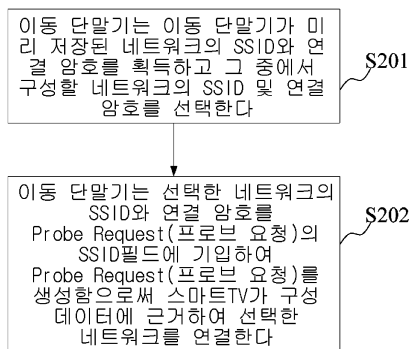 이동 단말기는 이동 단말기가 미
리 저장된 네트워크의 SSID와 연
결 암호를 획득하고 그 중에서
구성할 네트워크의 SSID 및 연결
암호를 선택한다
S201
이동 단말기는 선택한 네트워크의
SSID와 연결 암호를
Probe Request(프로브 요청)의
SSID필드에 기입하여
Probe Request(프로브 요청)를
생성함으로써 스마트TV가 구성
데이터에 근거하여 선택한
네트워크를 연결한다
S202